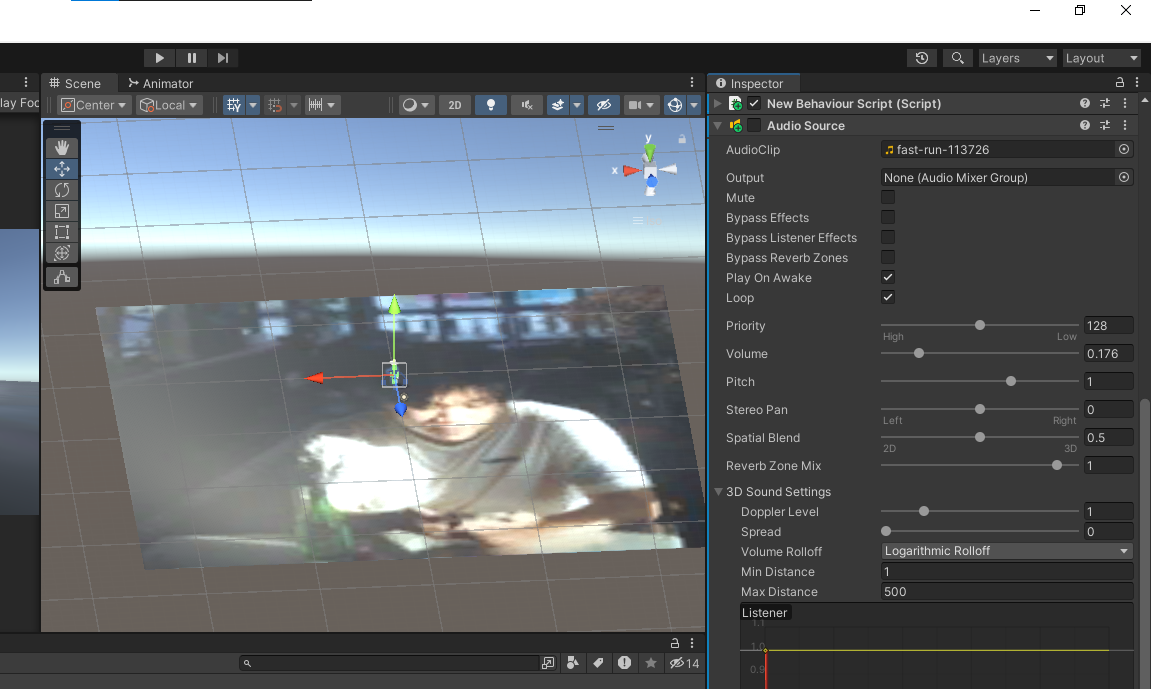 Layers
Layout
Scene
Animator
Inspector
lay Foc
Center
Local
2D
New Behaviour Script (Script)
Audio Source
AudioClip
fast-run-113726
Output
None (Audio Mixer Group)
Mute
Bypass Effects
Bypass Listener Effects
Bypass Reverb Zones
Play On Awake
Loop
Priority
128
High
Low
Volume
0.176
Pitch
1
Stereo Pan
0
Left
Right
Spatial Blend
0.5
2D
3D
Reverb Zone Mix
1
3D Sound Settings
Doppler Level
1
Spread
0
Volume Rolloff
Logarithmic Rolloff
Min Distance
1
Max Distance
500
Listener
1.1
1.0
0.9
y
x
14